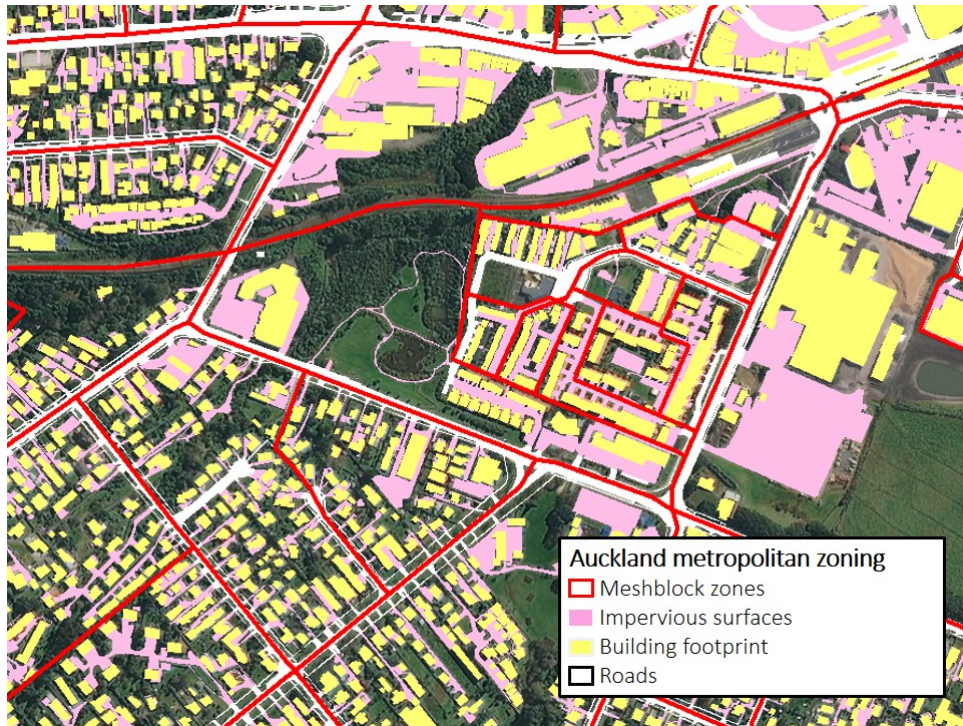 Auckland metropolitan zoning
Meshblock zones
Impervious surfaces
Building footprint
Roads